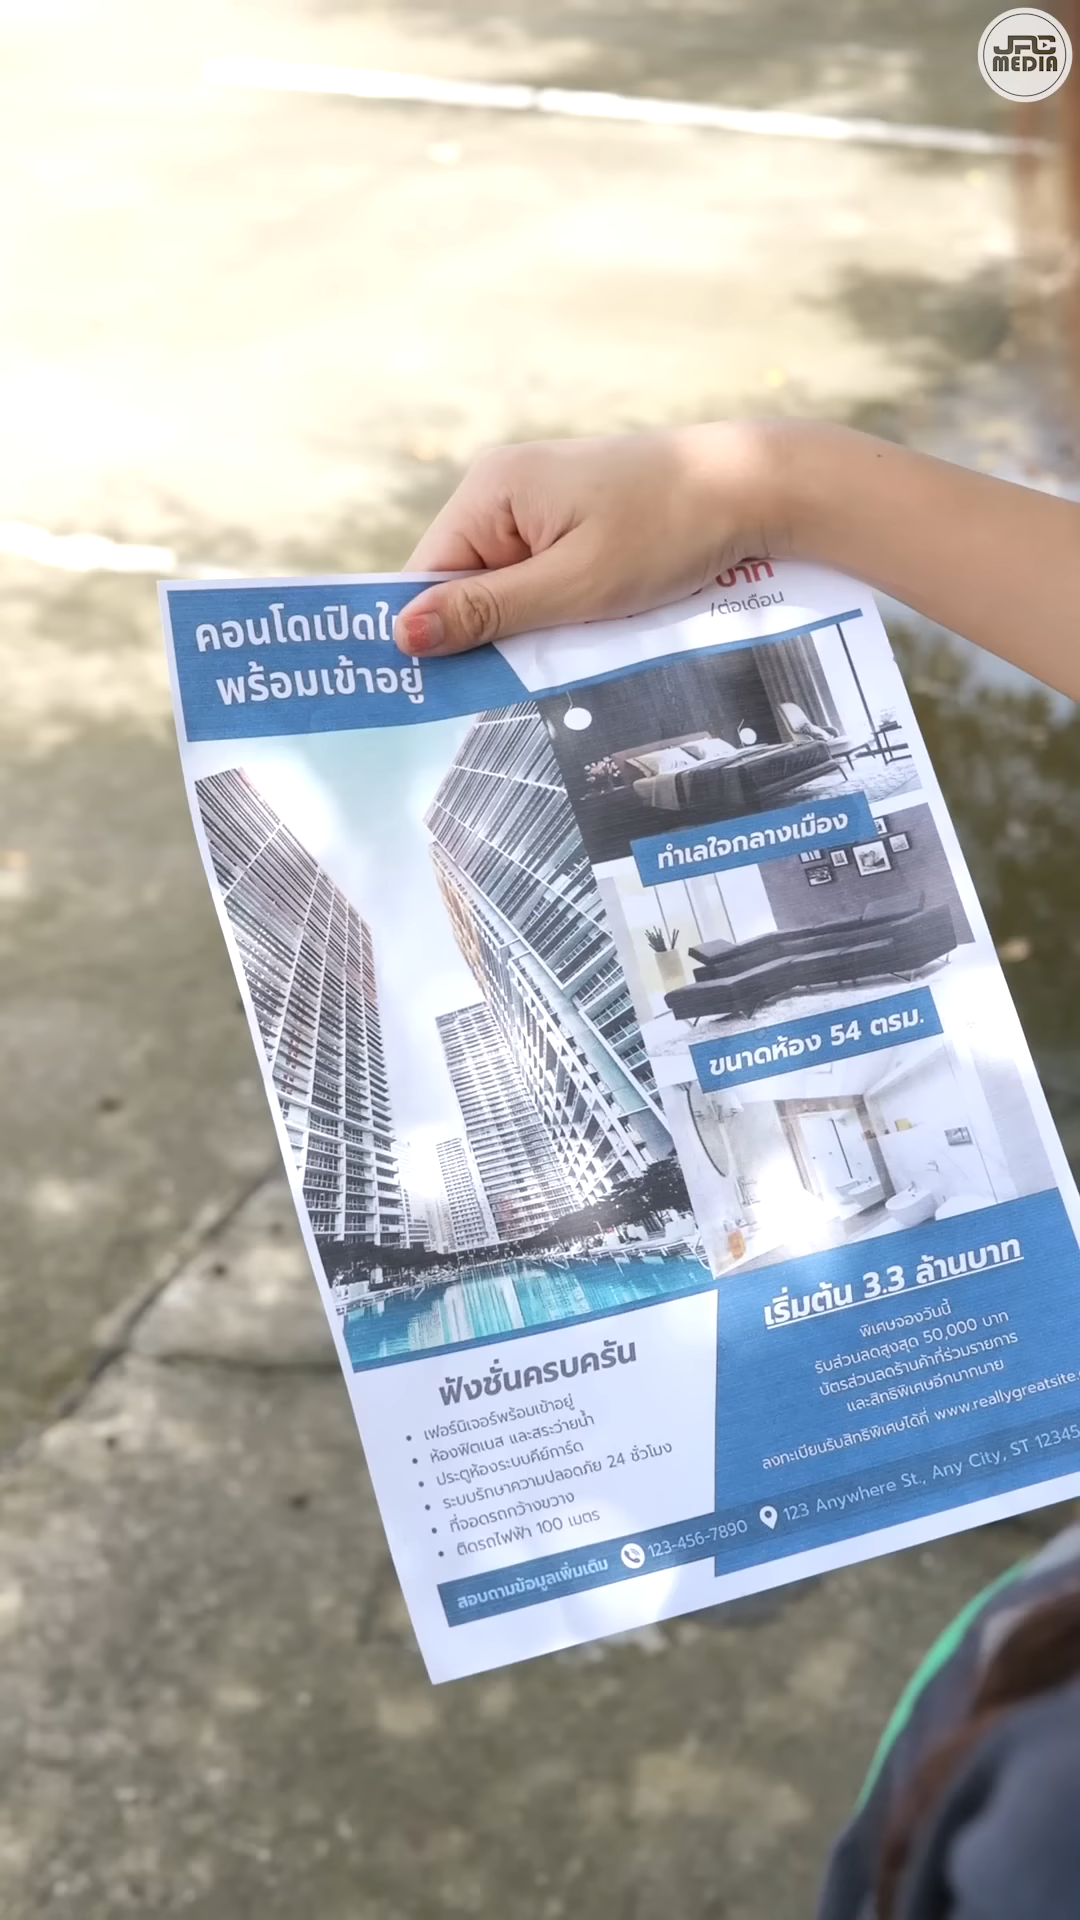 JAC
MEDIA
คอนโดเปิด
พร้อมเข้าอยู่
บาท
/ต่อเดือน
ทำเลใจกลางเมือง
ขนาดห้อง 54 ตรม.
เริ่มต้น 3.3 ล้านบาท
พิเศษจองวันนี้
รับส่วนลดสูงสุด 50,000 บาท
บัตรส่วนลดร้านค้าที่ร่วมรายการ
และสิทธิพิเศษอีกมากมาย
ลงทะเบียนรับสิทธิพิเศษได้ที่ www.reallygreatsite.
ฟังชั่นครบครัน
• เฟอร์นิเจอร์พร้อมเข้าอยู่
• ห้องฟิตเนส และสระว่ายน้ำ
• ประตูห้องระบบคีย์การ์ด
• ระบบรักษาความปลอดภัย 24 ชั่วโมง
• ที่จอดรถกว้างขวาง
• ติดรถไฟฟ้า 100 เมตร
สอบถามข้อมูลเพิ่มเติม 123-456-7890 123 Anywhere St., Any City, ST 12345